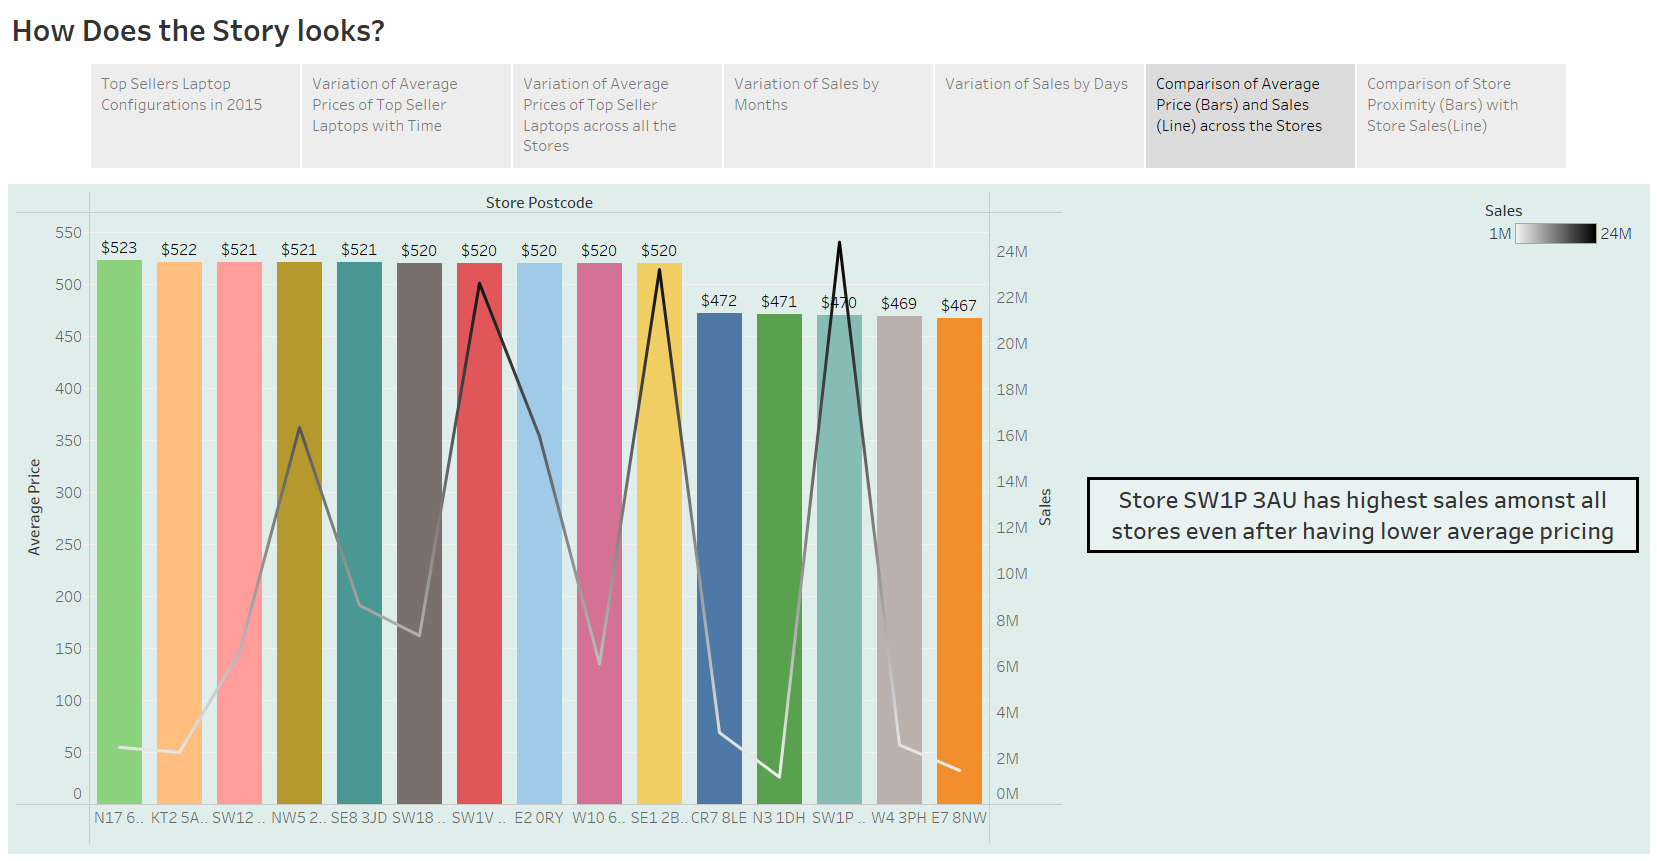 How Does the Story looks?
Top Sellers Laptop
Configurations in 2015
Variation of Average
Prices of Top Seller
Laptops with Time
Variation of Average
Prices of Top Seller
Laptops across all the
Stores
Variation of Sales by
Months
Variation of Sales by Days
Comparison of Average
Price (Bars) and Sales
(Line) across the Stores
Comparison of Store
Proximity (Bars) with
Store Sales(Line)
Store Postcode
Sales
1M 24M
550
500
450
400
350
300
250
200
150
100
50
0
Average Price
$523 $522 $521 $521 $521 $520 $520 $520 $520 $520 $472 $471 $470 $469 $467
24M
22M
20M
18M
16M
14M
12M
10M
8M
6M
4M
2M
0M
Sales
Store SW1P 3AU has highest sales amonst all
stores even after having lower average pricing
N17 6.. KT2 5A.. SW12 .. NW5 2.. SE8 3JD SW18 .. SW1V .. E2 0RY W10 6.. SE1 2B.. CR7 8LE N3 1DH SW1P .. W4 3PH E7 8NW